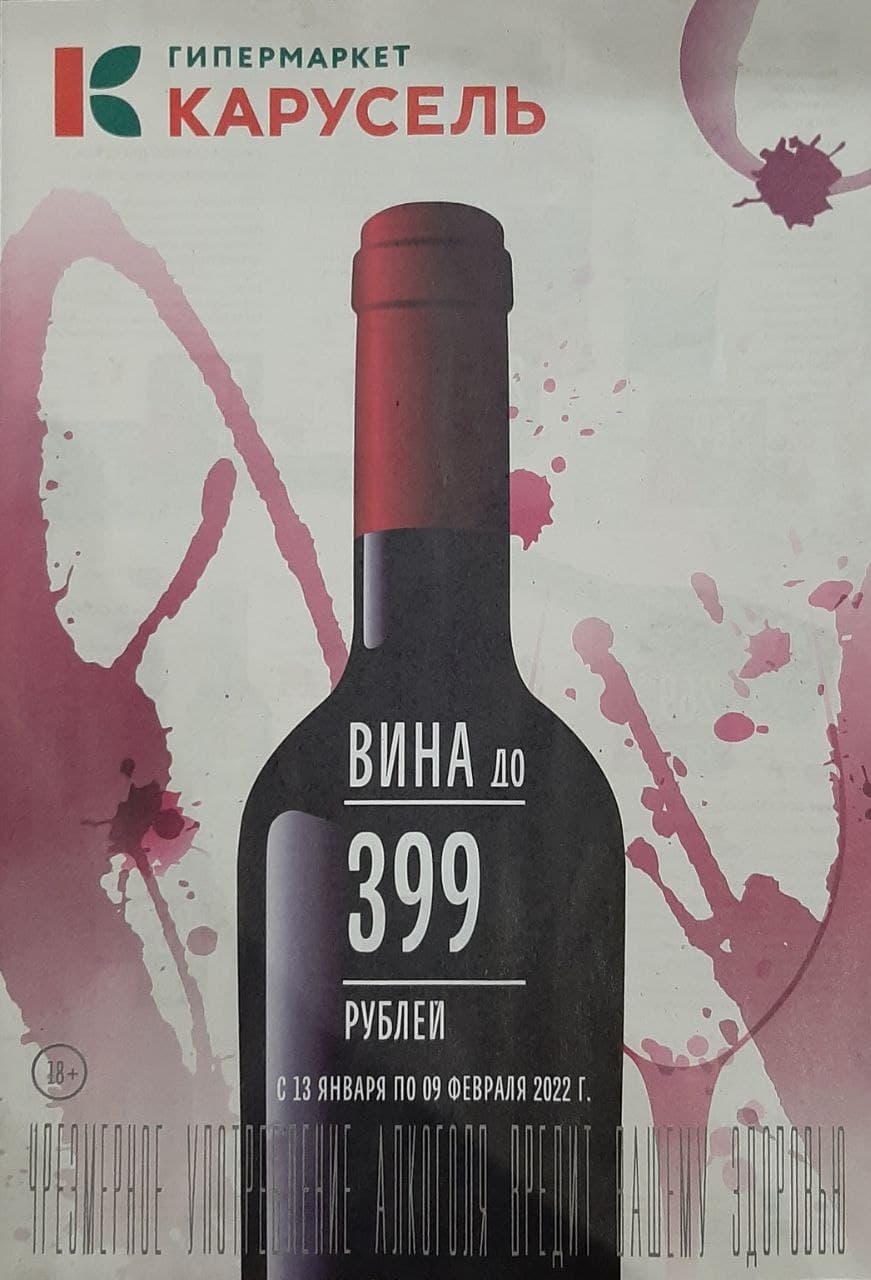 ГИПЕРМАРКЕТ
КАРУСЕЛЬ
ВИНА ДО
399
РУБЛЕЙ
18+
С 13 ЯНВАРЯ ПО 09 ФЕВРАЛЯ 2022 Г.
ЧРЕЗМЕРНОЕ УПОТРЕБЛЕНИЕ АЛКОГОЛЯ ВРЕДИТ ВАШЕМУ ЗДОРОВЬЮ